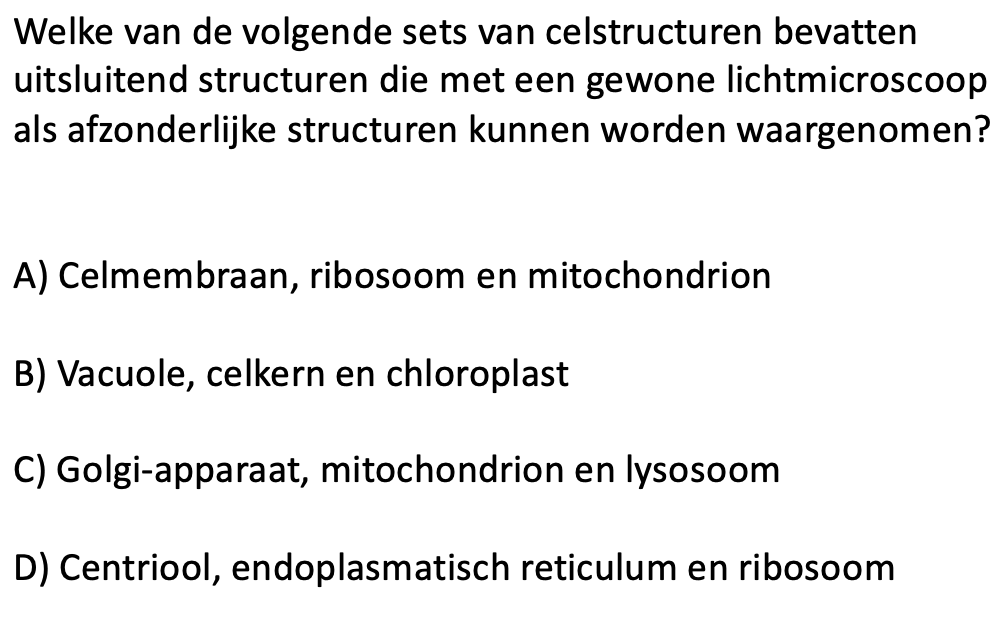 Welke van de volgende sets van celstructuren bevatten
uitsluitend structuren die met een gewone lichtmicroscoop
als afzonderlijke structuren kunnen worden waargenomen?
A) Celmembraan, ribosoom en mitochondrion
B) Vacuole, celkern en chloroplast
C) Golgi-apparaat, mitochondrion en lysosoom
D) Centriool, endoplasmatisch reticulum en ribosoom